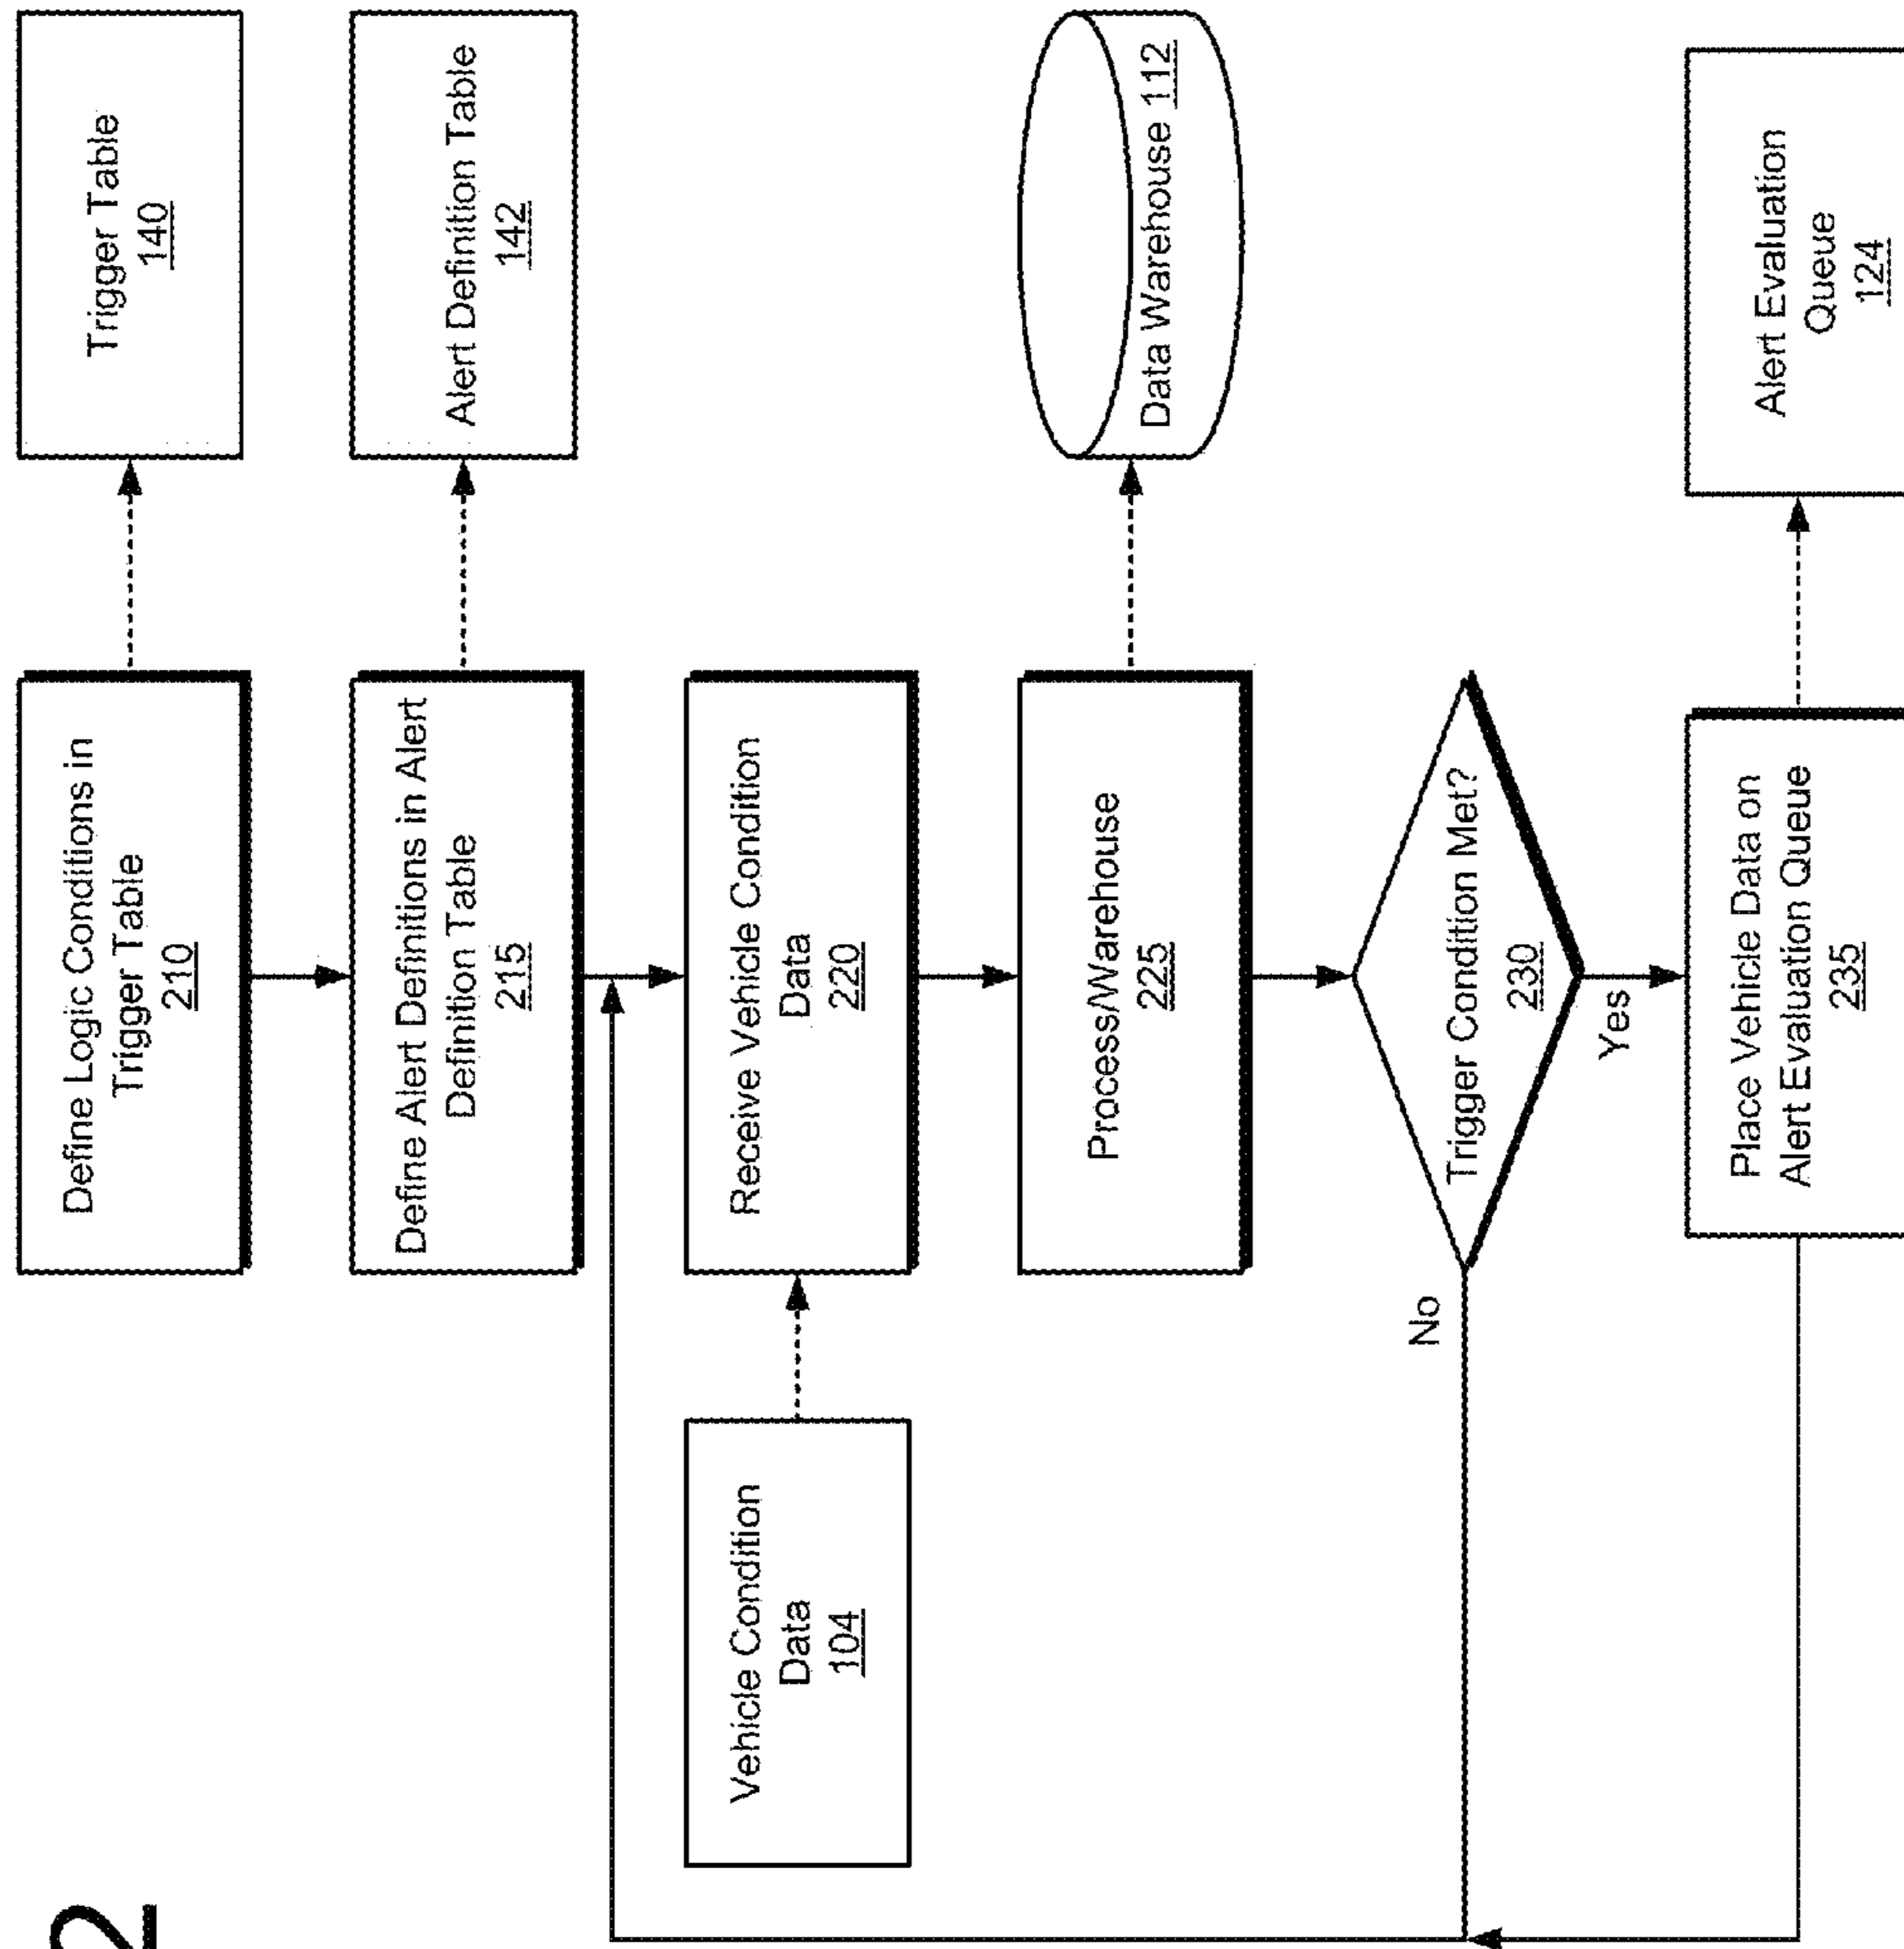 2
Define Logic Conditions in
Trigger Table
210
Trigger Table
140
Define Alert Definitions in Alert
Definition Table
215
Alert Definition Table
142
Vehicle Condition
Data
104
Receive Vehicle Condition
Data
220
Process/Warehouse
225
Data Warehouse 112
Trigger Condition Met?
230
No
Yes
Place Vehicle Data on
Alert Evaluation Queue
235
Alert Evaluation
Queue
124